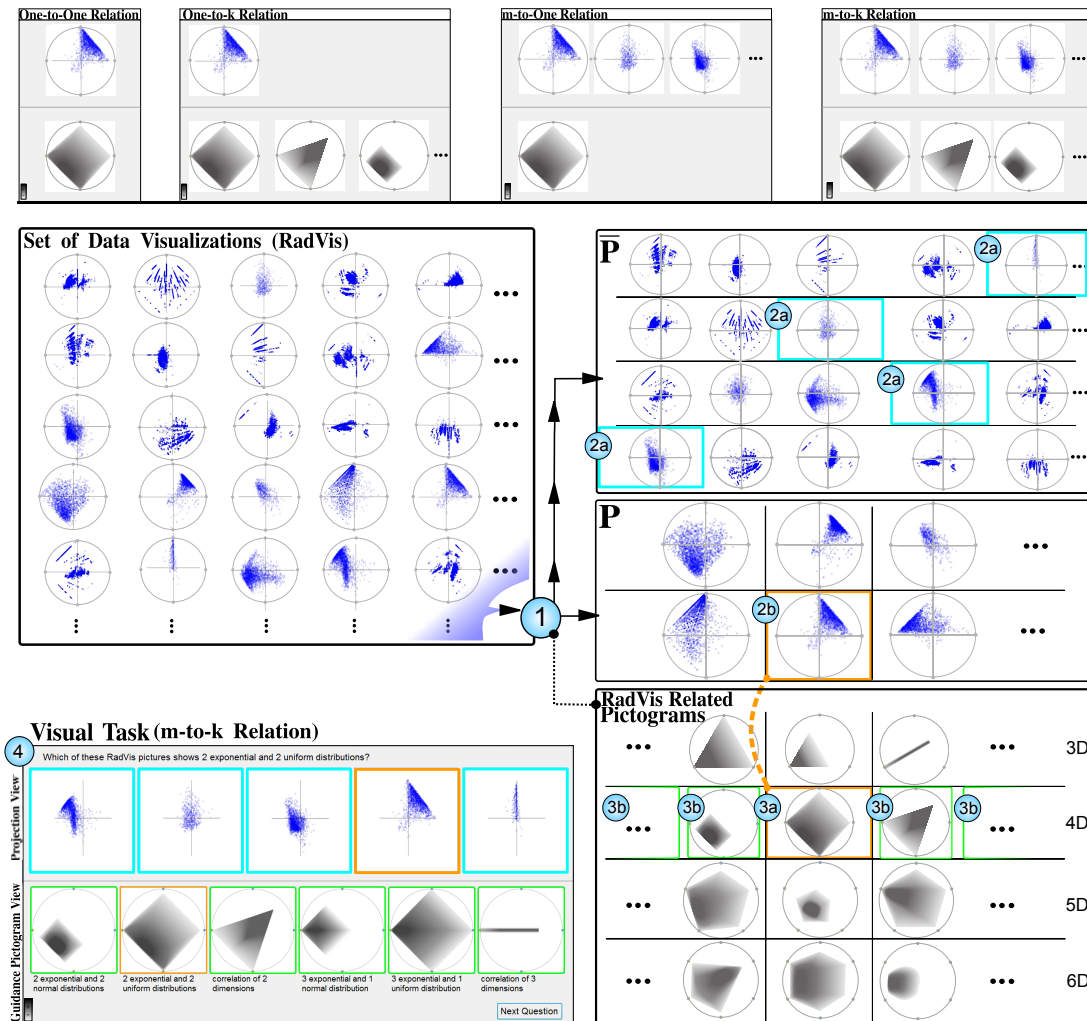 One-to-One Relation
One-to-k Relation
m-to-One Relation
m-to-k Relation
•••
•••
•••
•••
Set of Data Visualizations (RadVis)
•••
•••
•••
•••
•••
P
2a
•••
2a
•••
2a
•••
2a
•••
1
P
•••
2b
•••
RadVis Related
Pictograms
•••
•••
3D
3b
•••
3b
3a
3b
3b
•••
4D
•••
•••
5D
•••
•••
6D
Visual Task (m-to-k Relation)
4
Which of these RadVis pictures shows 2 exponential and 2 uniform distributions?
Projection View
Guidance Pictogram View
2 exponential and 2
normal distributions
2 exponential and 2
uniform distributions
correlation of 2
dimensions
3 exponential and 1
normal distribution
3 exponential and 1
uniform distribution
correlation of 3
dimensions
Next Question